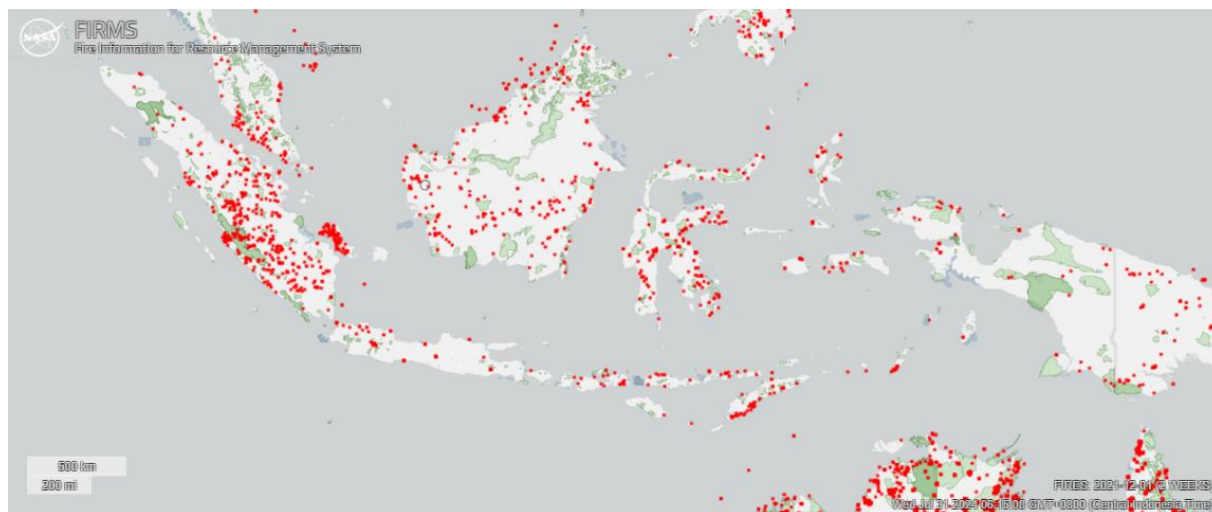 NASA
FIRMS
Fire Information for Resource Management System
500 km
200 mi
FIRES: 2021-12-01 (2 WEEKS)
Wed Jul 31 2024 06:15:08 GMT+0800 (Central Indonesia Time)